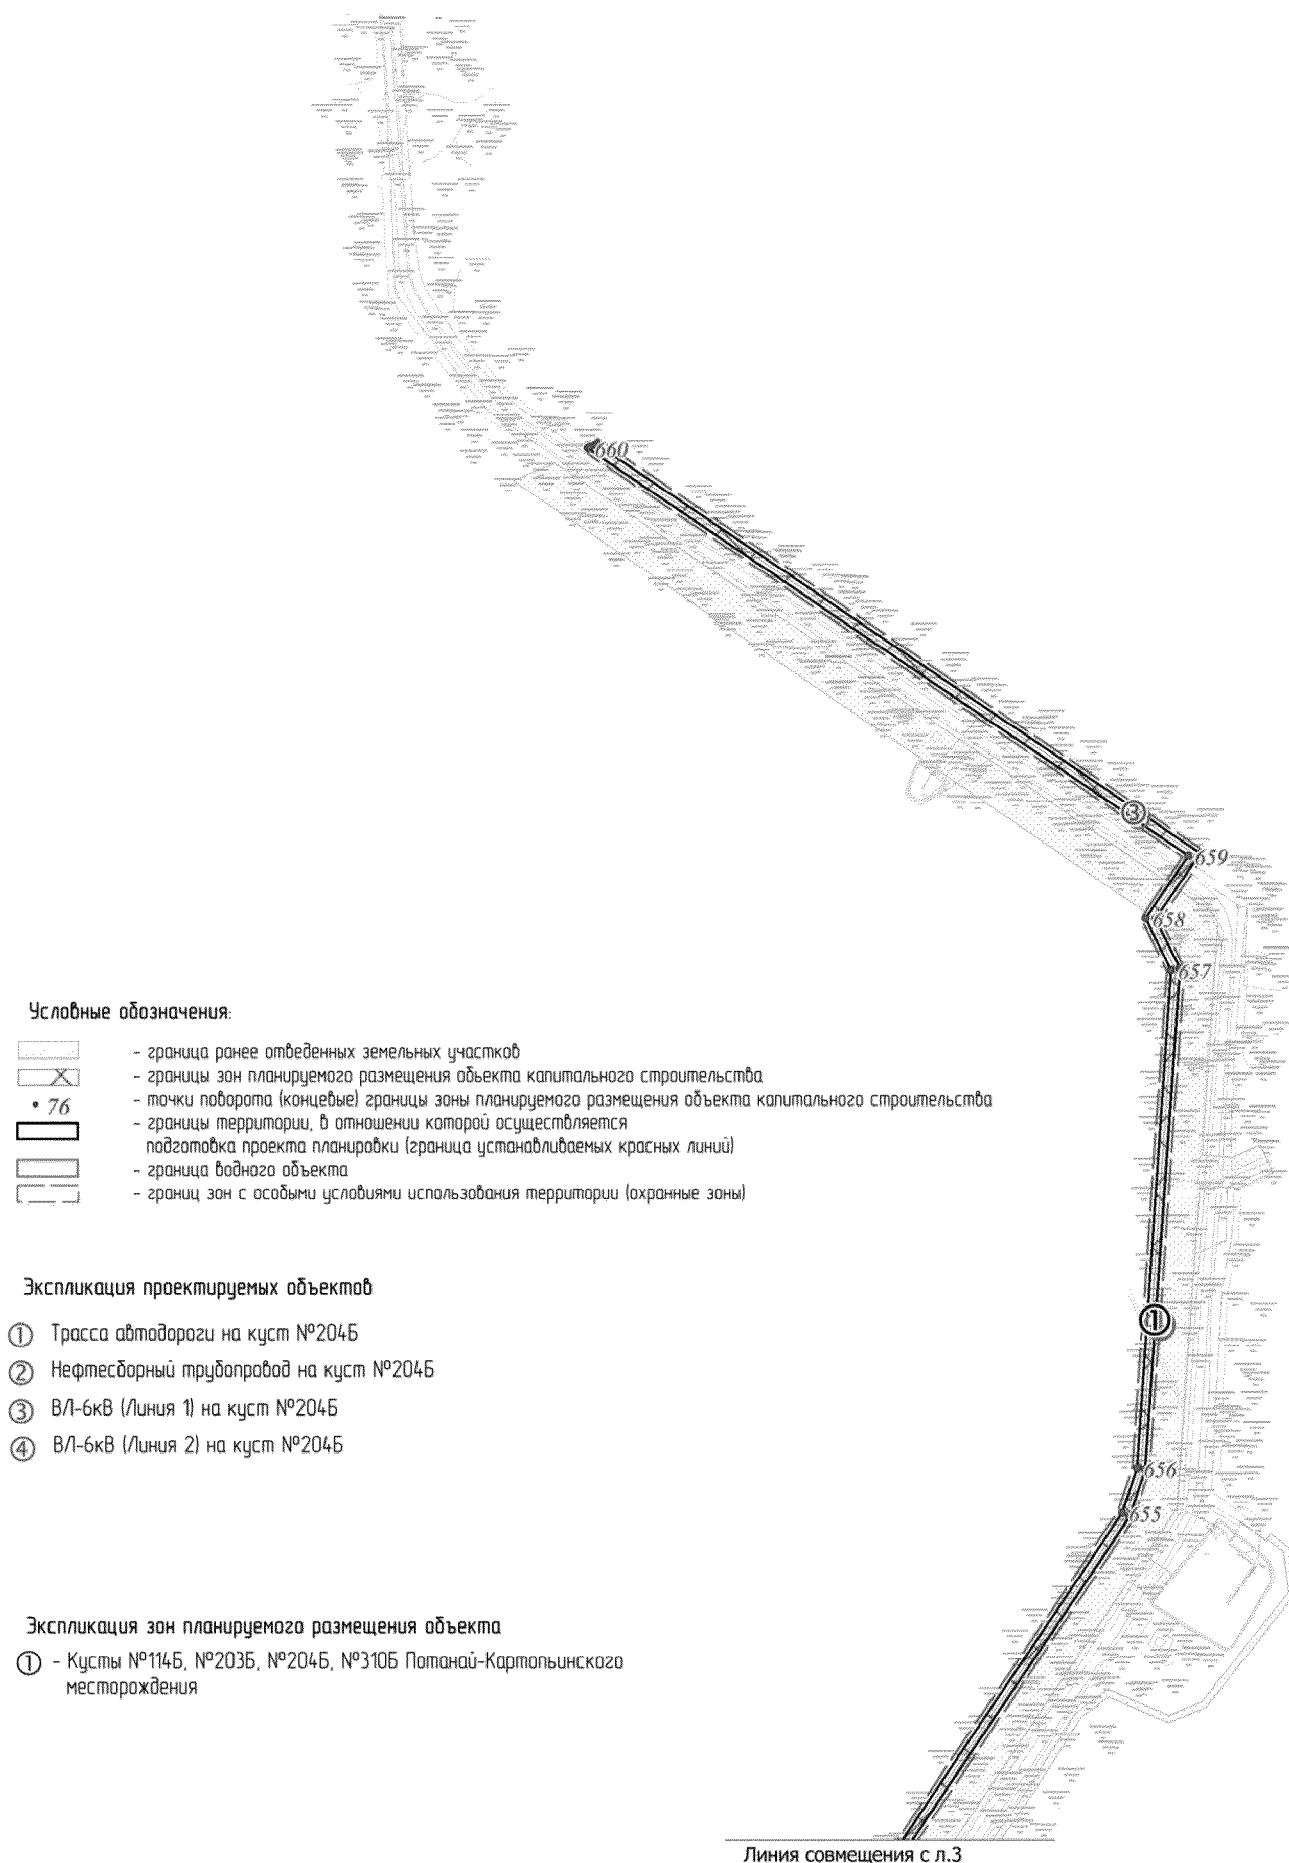 660
3
659
658
657
Условные обозначения:
- граница ранее отведенных земельных участков
- границы зон планируемого размещения объекта капитального строительства
• 76 - точки поворота (концевые) границы зоны планируемого размещения объекта капитального строительства
- границы территории, в отношении которой осуществляется
подготовка проекта планировки (граница устанавливаемых красных линий)
- граница водного объекта
- границ зон с особыми условиями использования территории (охранные зоны)
Экспликация проектируемых объектов
1 Трасса автодороги на куст №204Б
2 Нефтесборный трубопровод на куст №204Б
3 ВЛ-6кВ (Линия 1) на куст №204Б
4 ВЛ-6кВ (Линия 2) на куст №204Б
1
656
655
Экспликация зон планируемого размещения объекта
1 - Кусты №114Б, №203Б, №204Б, №310Б Потанай-Картопьинского
месторождения
Линия совмещения с л.3